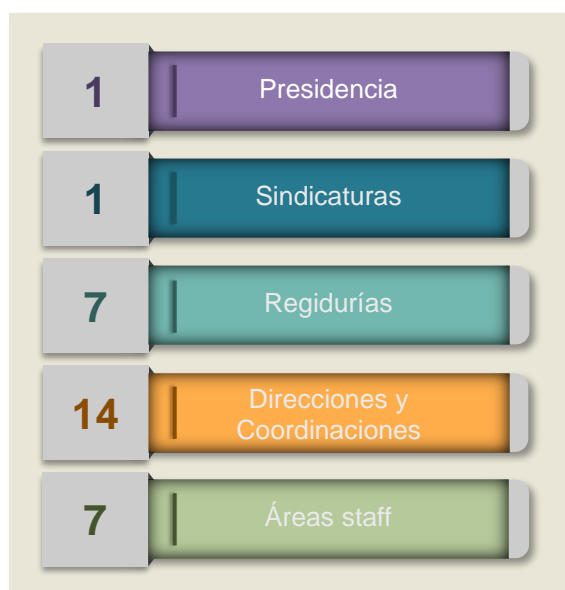 1
Presidencia
1
Sindicaturas
7
Regidurías
14
Direcciones y
Coordinaciones
7
Áreas staff